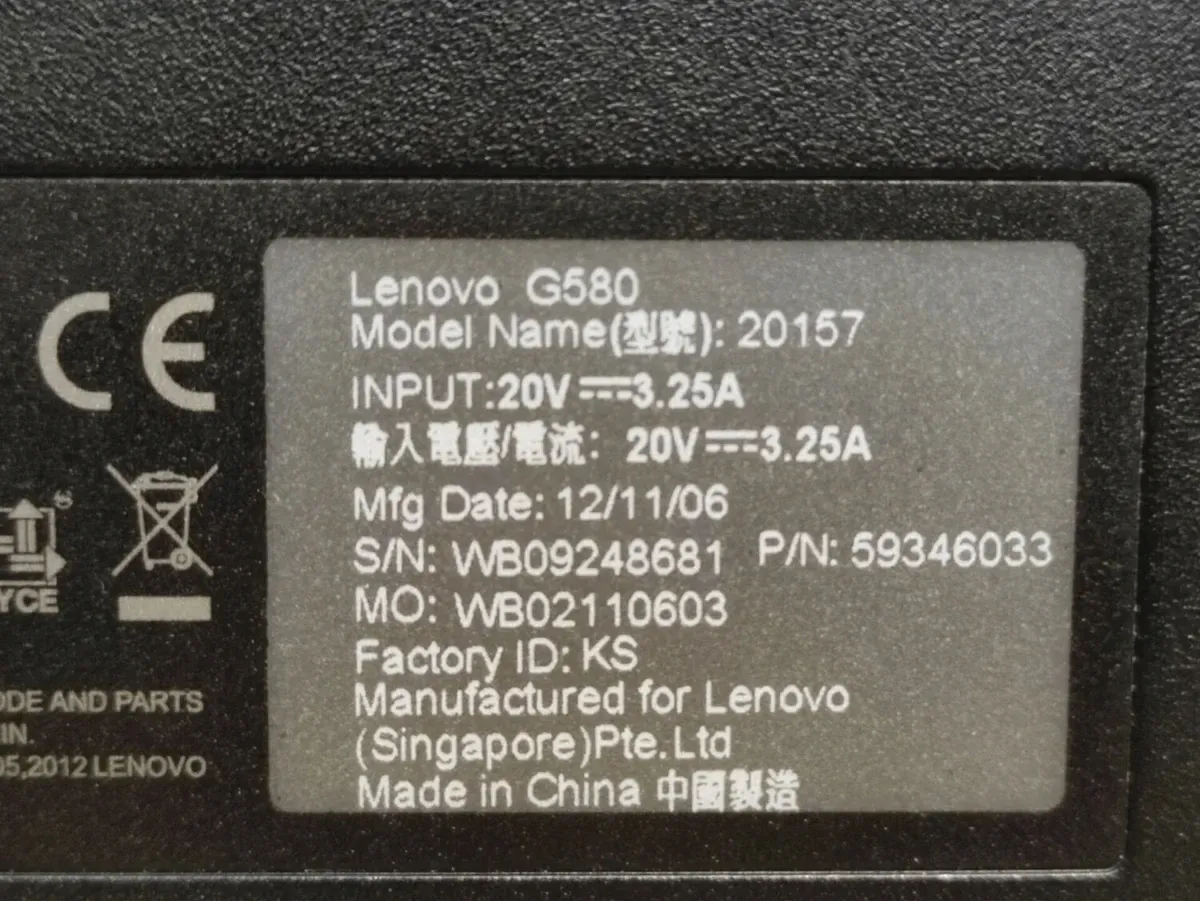 Lenovo G580
Model Name(型號): 20157
INPUT:20V⎓3.25A
輸入電壓/電流: 20V⎓3.25A
Mfg Date: 12/11/06
S/N: WB09248681 P/N: 59346033
MO: WB02110603
Factory ID: KS
Manufactured for Lenovo
(Singapore)Pte.Ltd
Made in China 中國製造
CE
YCE
ODE AND PARTS
IN.
05,2012 LENOVO